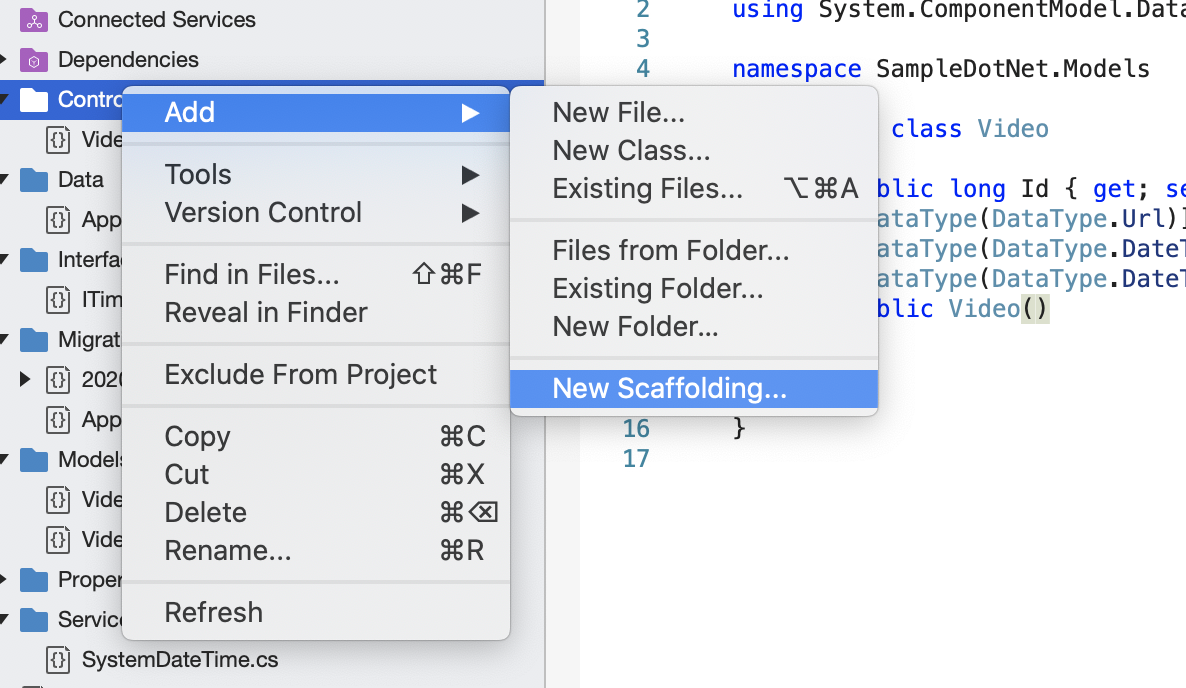 Connected Services
Dependencies
Contro
Vide
Data
App
Interfac
ITim
Migrat
2020
App
Models
Vide
Vide
Proper
Service
SystemDateTime.cs
Add
Tools
Version Control
Find in Files... ⇧⌘F
Reveal in Finder
Exclude From Project
Copy ⌘C
Cut ⌘X
Delete ⌘⌫
Rename... ⌘R
Refresh
New File...
New Class...
Existing Files... ⌥⌘A
Files from Folder...
Existing Folder...
New Folder...
New Scaffolding...
2 using System.ComponentModel.Data
3
4 namespace SampleDotNet.Models
class Video
blic long Id { get; se
ataType(DataType.Url)]
ataType(DataType.DateT
ataType(DataType.DateT
blic Video()
16 }
17